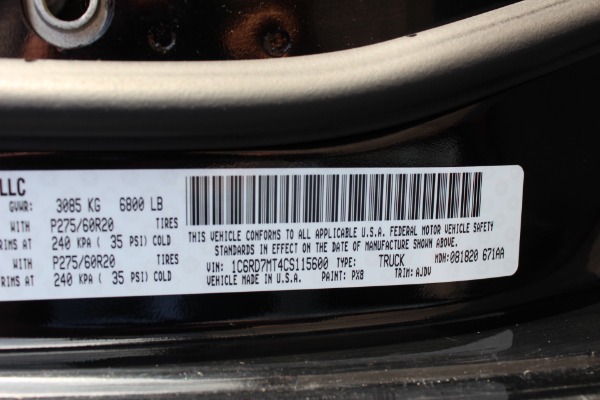 LLC
GVWR: 3085 KG 6800 LB
WITH P275/60R20 TIRES
RIMS AT 240 KPA ( 35 PSI) COLD
WITH P275/60R20 TIRES
RIMS AT 240 KPA ( 35 PSI) COLD
THIS VEHICLE CONFORMS TO ALL APPLICABLE U.S.A. FEDERAL MOTOR VEHICLE SAFETY
STANDARDS IN EFFECT ON THE DATE OF MANUFACTURE SHOWN ABOVE.
VIN: 1C6RD7MT4CS115600 TYPE: TRUCK MDH: 081820 671AA
MADE IN U.S.A. PAINT: PX8 TRIM: AJDV